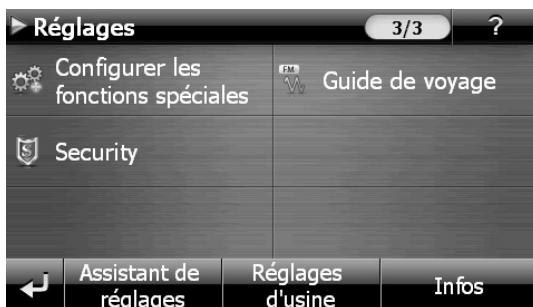 Réglages
3/3
?
Configurer les
fonctions spéciales
FM
Guide de voyage
Security
Assistant de
réglages
Réglages
d'usine
Infos